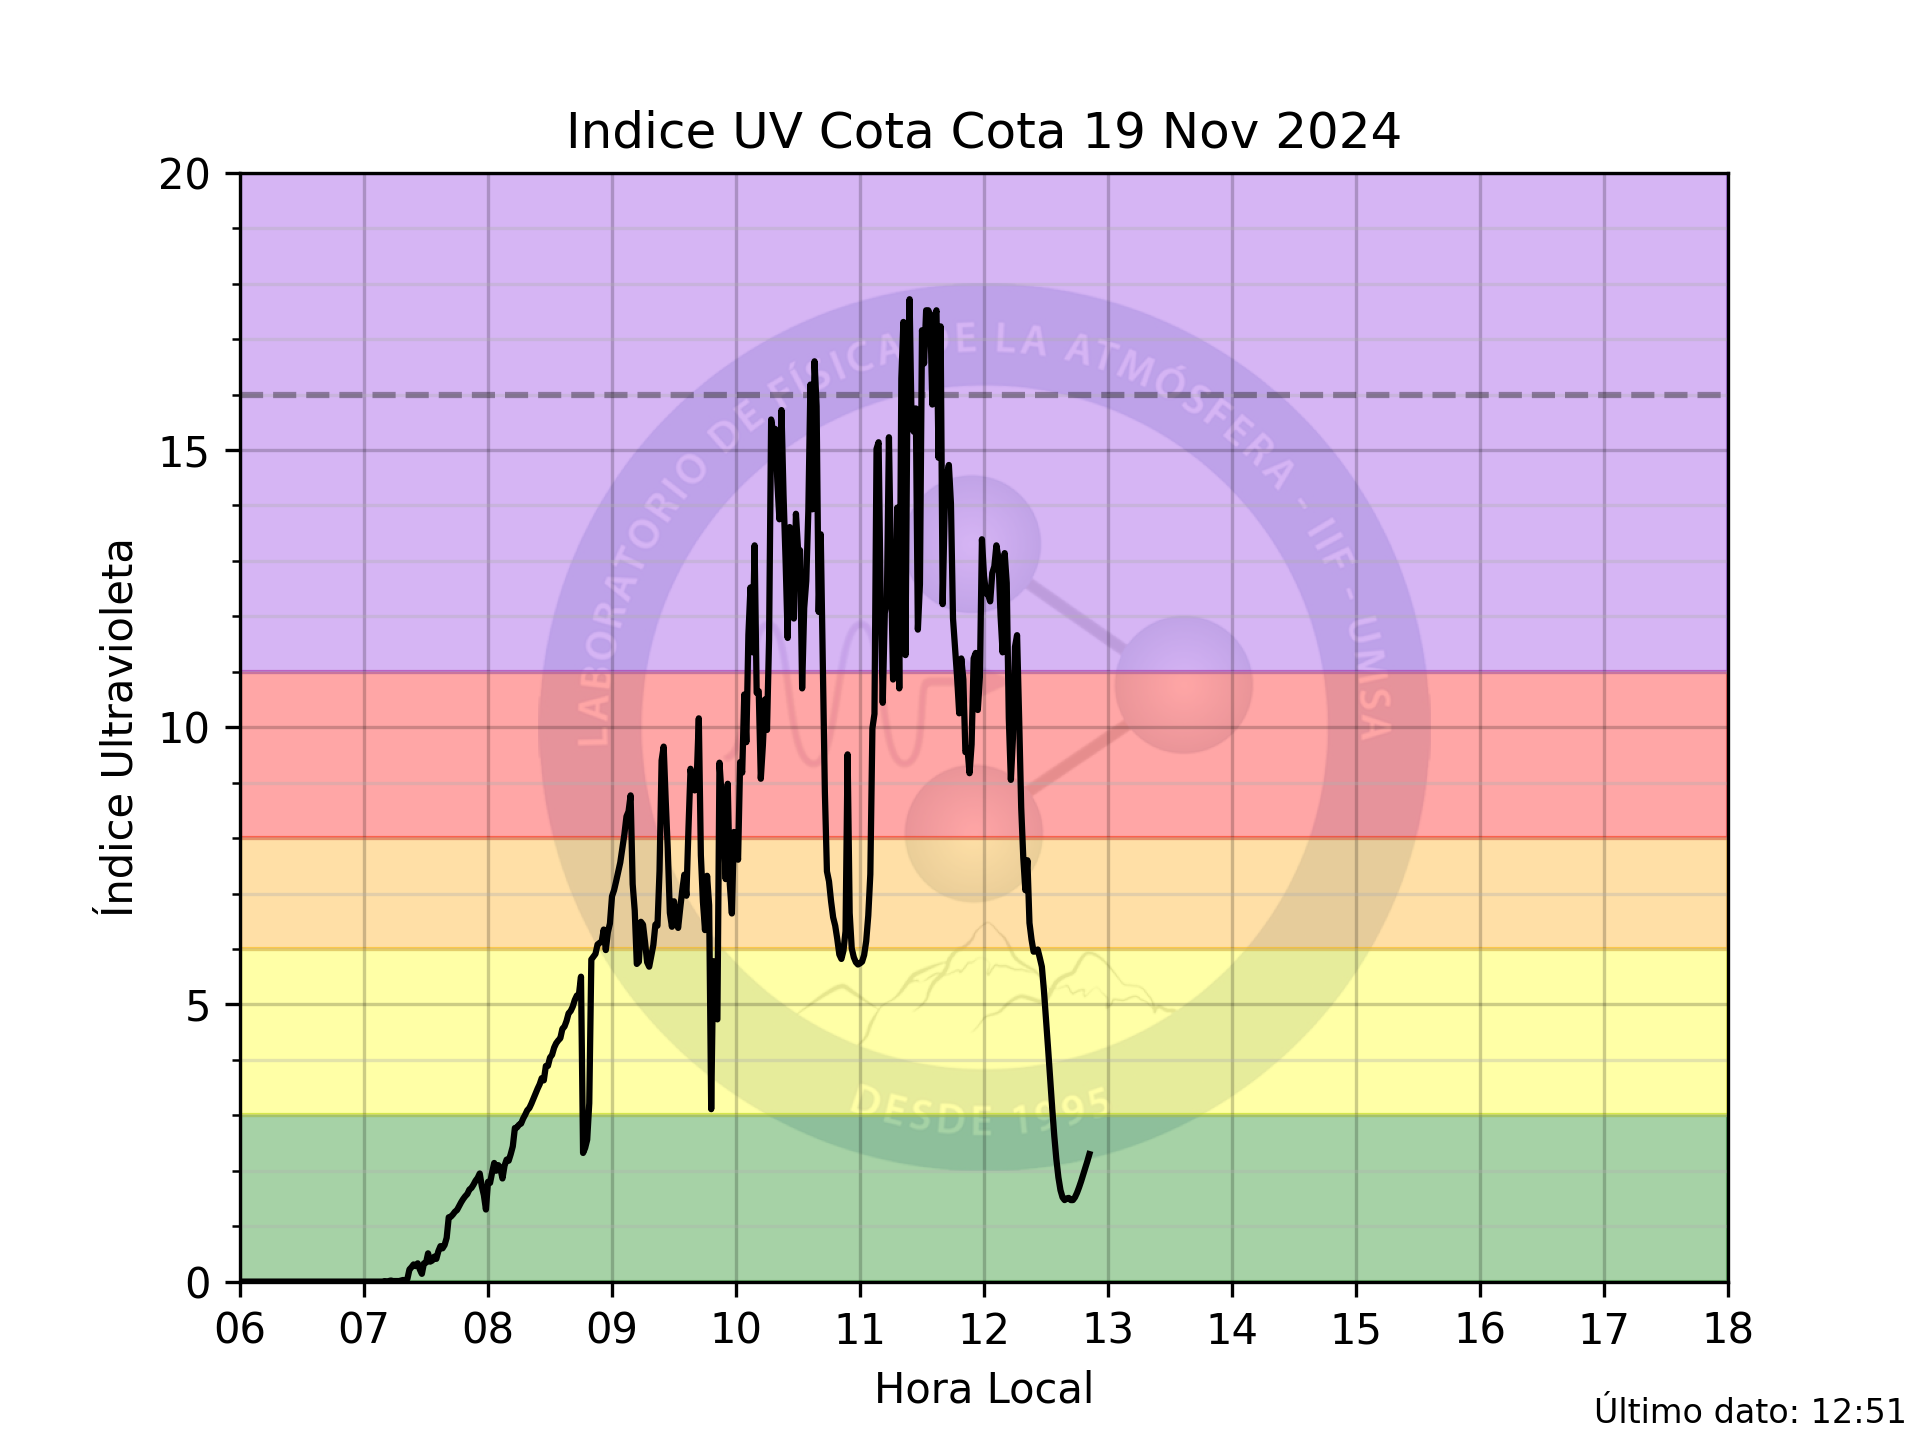 Indice UV Cota Cota 19 Nov 2024
20
15
10
5
0
Índice Ultravioleta
LABORATORIO DE FÍSICA DE LA ATMÓSFERA - IIF - UMSA
DESDE 1995
06 07 08 09 10 11 12 13 14 15 16 17 18
Hora Local
Último dato: 12:51